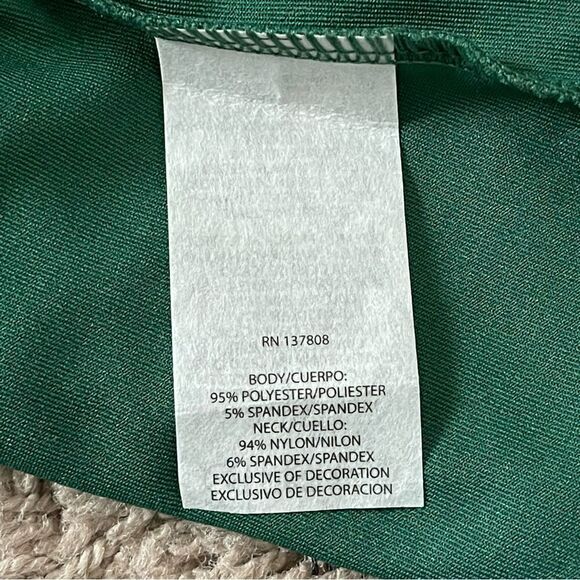 RN 137808
BODY/CUERPO:
95% POLYESTER/POLIESTER
5% SPANDEX/SPANDEX
NECK/CUELLO:
94% NYLON/NILON
6% SPANDEX/SPANDEX
EXCLUSIVE OF DECORATION
EXCLUSIVO DE DECORACION